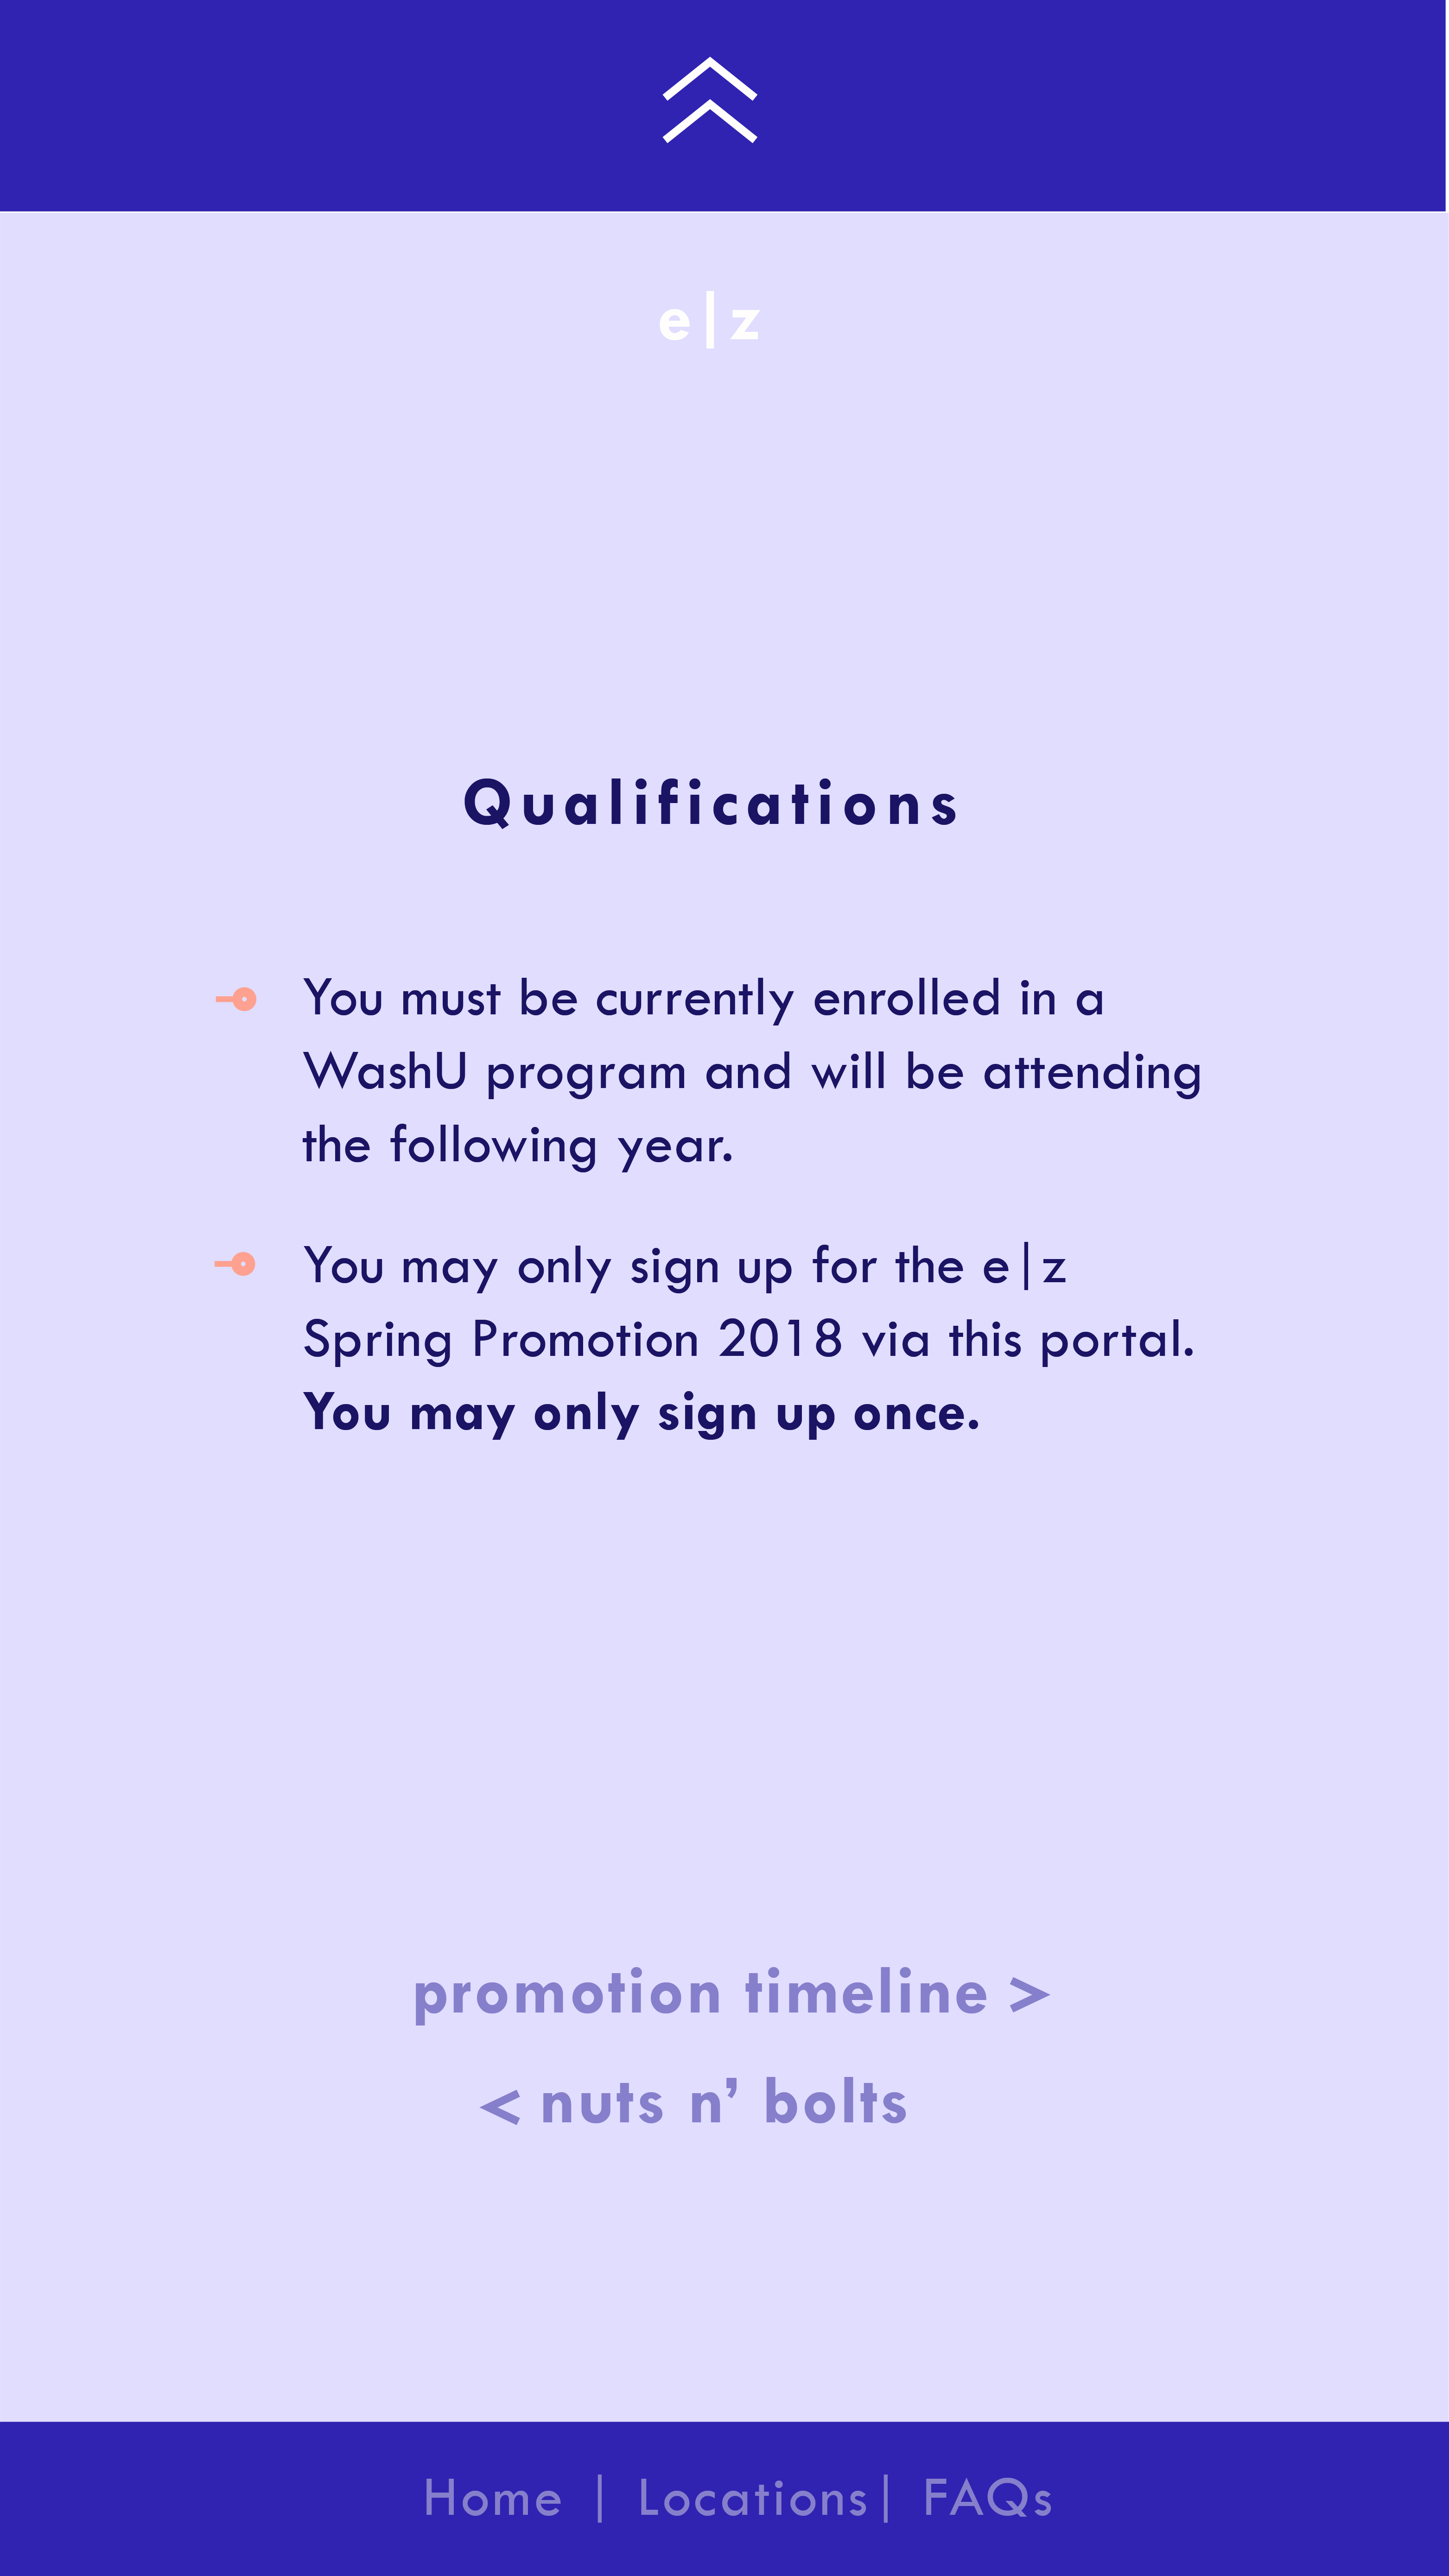 e|z
Qualifications
You must be currently enrolled in a
WashU program and will be attending
the following year.
You may only sign up for the e|z
Spring Promotion 2018 via this portal.
You may only sign up once.
promotion timeline >
< nuts n’ bolts
Home | Locations | FAQs